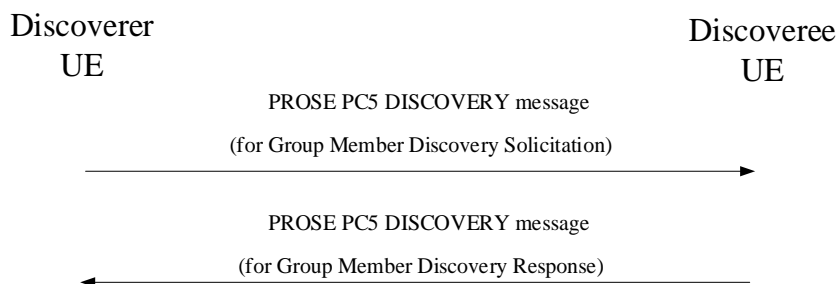 Discoverer
UE
Discoveree
UE
PROSE PC5 DISCOVERY message
(for Group Member Discovery Solicitation)
PROSE PC5 DISCOVERY message
(for Group Member Discovery Response)